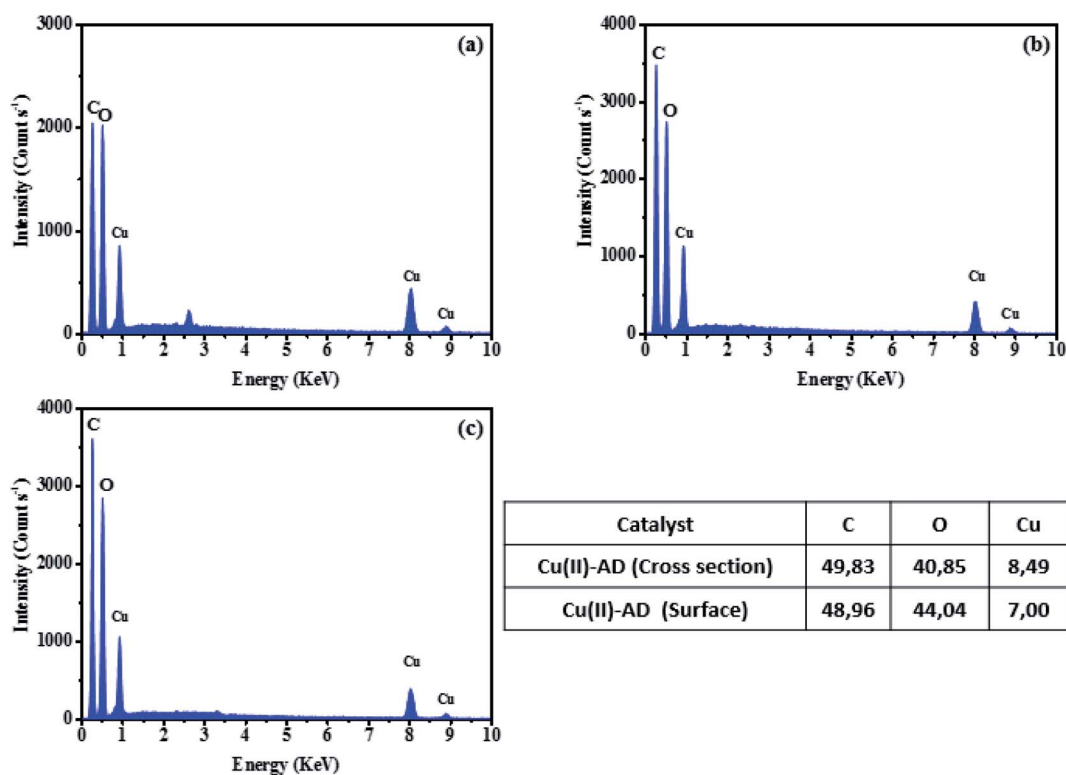 (a)
3000
2000
1000
0
Intensity (Count s⁻¹)
C
O
Cu
Cu
Cu
0 1 2 3 4 5 6 7 8 9 10
Energy (KeV)
(b)
4000
3000
2000
1000
0
Intensity (Count s⁻¹)
C
O
Cu
Cu
Cu
0 1 2 3 4 5 6 7 8 9 10
Energy (KeV)
(c)
4000
3000
2000
1000
0
Intensity (Count s⁻¹)
C
O
Cu
Cu
Cu
0 1 2 3 4 5 6 7 8 9 10
Energy (KeV)
Catalyst C O Cu
Cu(II)-AD (Cross section) 49,83 40,85 8,49
Cu(II)-AD (Surface) 48,96 44,04 7,00